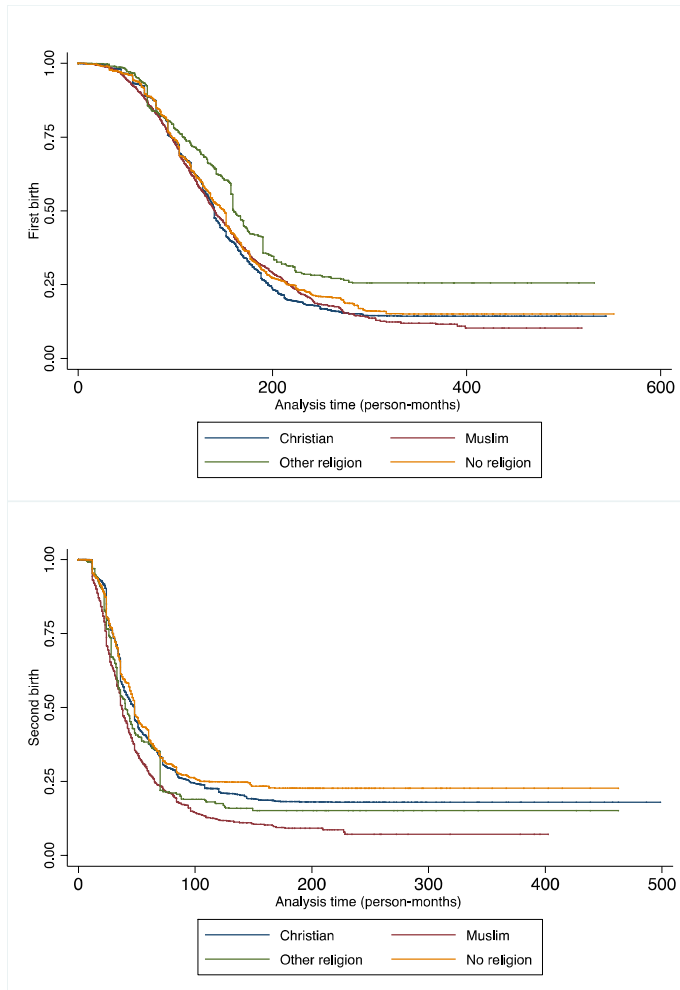 First birth
1.00
0.75
0.50
0.25
0.00
0 200 400 600
Analysis time (person-months)
Christian Muslim
Other religion No religion
Second birth
1.00
0.75
0.50
0.25
0.00
0 100 200 300 400 500
Analysis time (person-months)
Christian Muslim
Other religion No religion